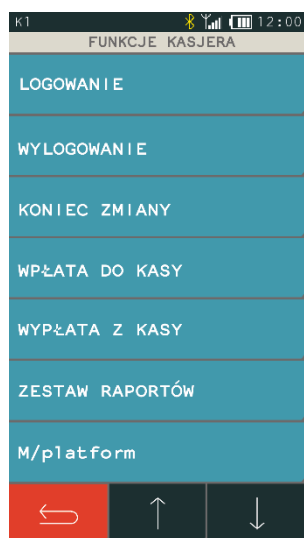 K1 12:00
FUNKCJE KASJERA
LOGOWANIE
WYLOGOWANIE
KONIEC ZMIANY
WPŁATA DO KASY
WYPŁATA Z KASY
ZESTAW RAPORTÓW
M/platform